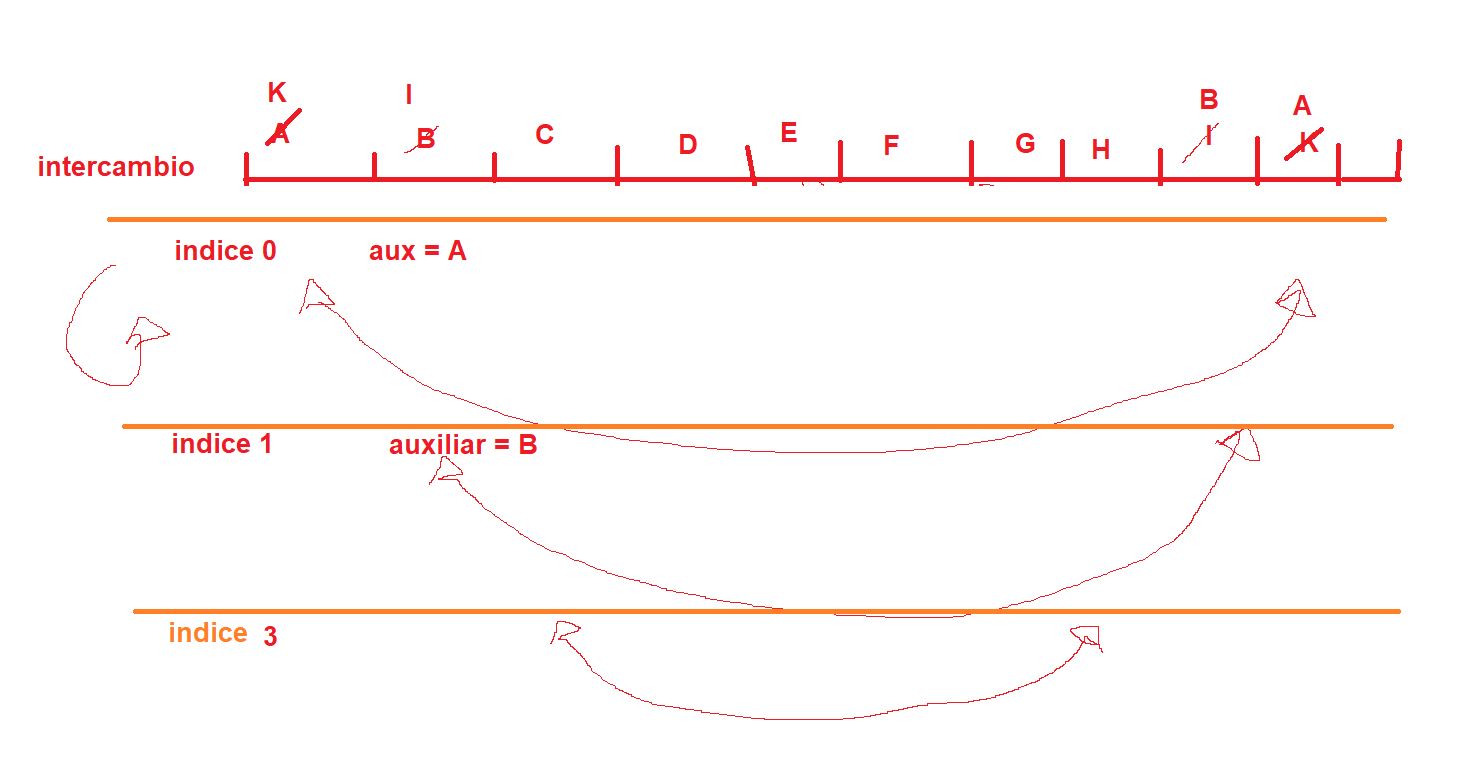 K I B A
A B C D E F G H I K
intercambio
indice 0 aux = A
indice 1 auxiliar = B
indice 3